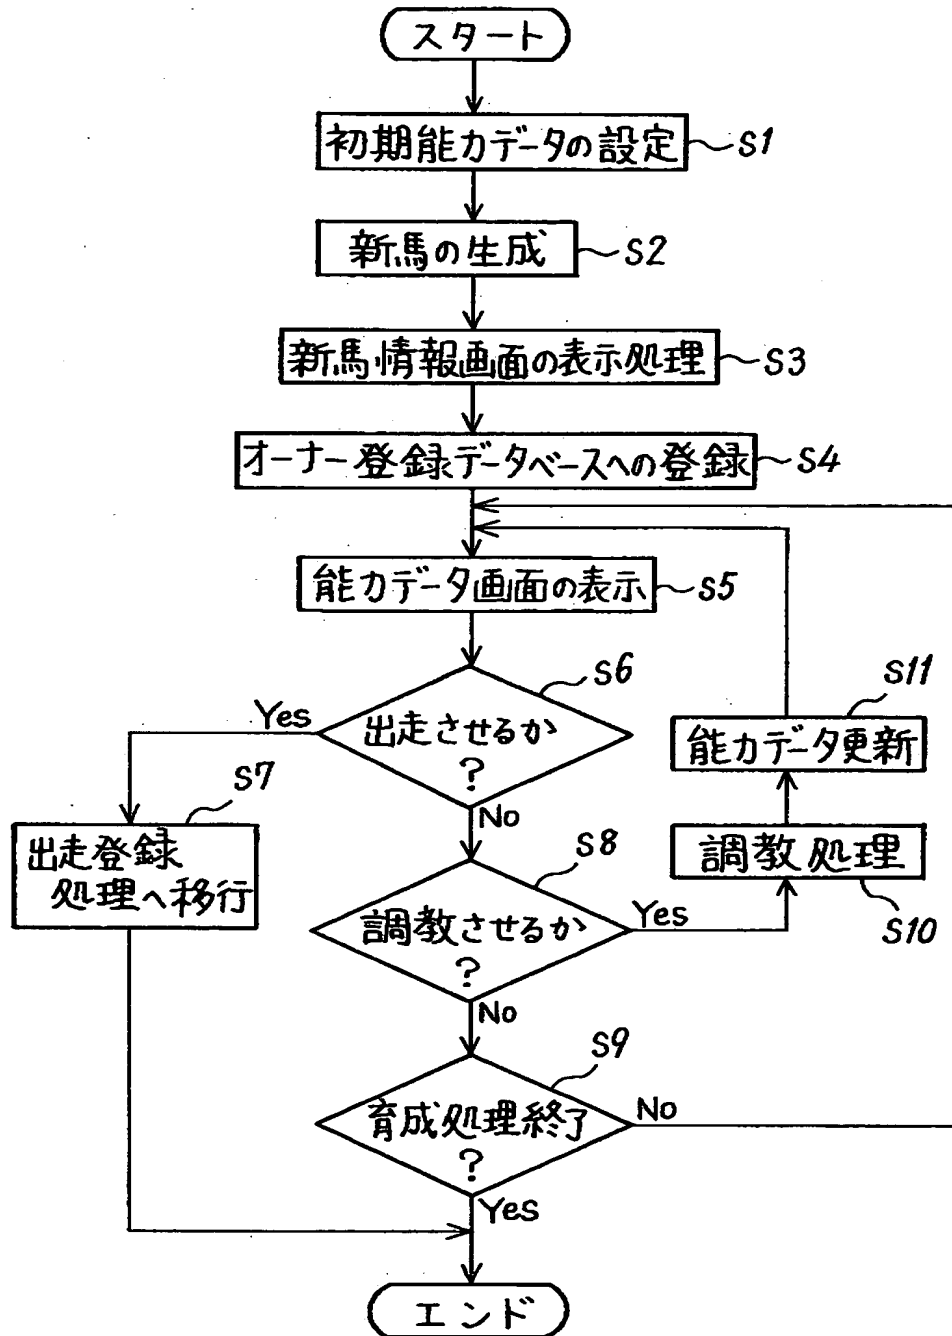 スタート
初期能力データの設定 S1
新馬の生成 S2
新馬情報画面の表示処理 S3
オーナー登録データベースへの登録 S4
能力データ画面の表示 S5
S6
出走させるか
?
Yes
No
S7
出走登録
処理へ移行
S8
調教させるか
?
Yes
No
S11
能力データ更新
調教処理
S10
S9
育成処理終了
?
No
Yes
エンド